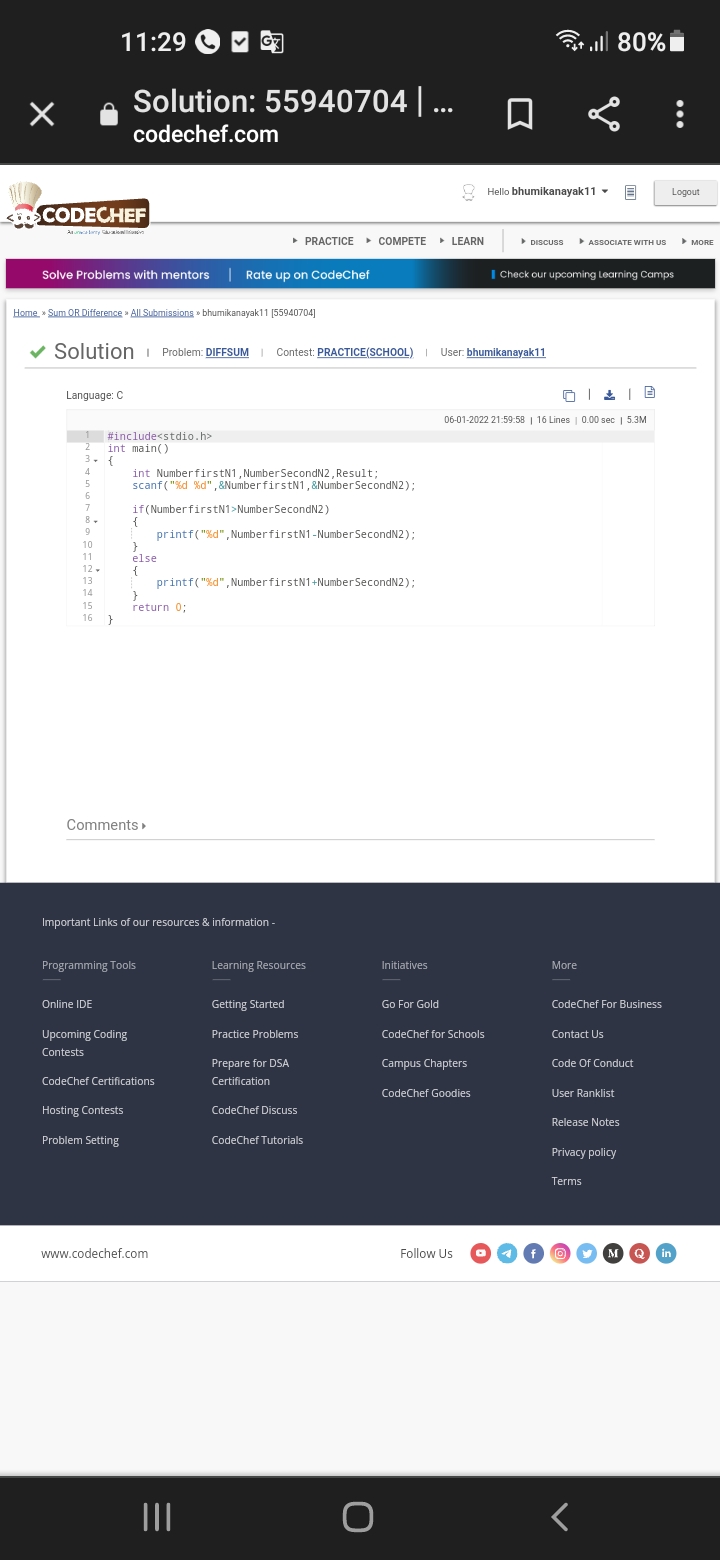 11:29
80%
Solution: 55940704 | ...
codechef.com
CODECHEF
Hello bhumikanayak11
Logout
PRACTICE COMPETE LEARN DISCUSS ASSOCIATE WITH US MORE
Solve Problems with mentors | Rate up on CodeChef Check our upcoming Learning Camps
Home » Sum OR Difference » All Submissions » bhumikanayak11 [55940704]
Solution | Problem: DIFFSUM | Contest: PRACTICE(SCHOOL) | User: bhumikanayak11
Language: C
06-01-2022 21:59:58 | 16 Lines | 0.00 sec | 5.3M
1 #include<stdio.h>
2 int main()
3 {
4 int NumberfirstN1,NumberSecondN2,Result;
5 scanf("%d %d",&NumberfirstN1,&NumberSecondN2);
6
7 if(NumberfirstN1>NumberSecondN2)
8 {
9 printf("%d",NumberfirstN1-NumberSecondN2);
10 }
11 else
12 {
13 printf("%d",NumberfirstN1+NumberSecondN2);
14 }
15 return 0;
16 }
Comments
Important Links of our resources & information -
Programming Tools
Online IDE
Upcoming Coding
Contests
CodeChef Certifications
Hosting Contests
Problem Setting
Learning Resources
Getting Started
Practice Problems
Prepare for DSA
Certification
CodeChef Discuss
CodeChef Tutorials
Initiatives
Go For Gold
CodeChef for Schools
Campus Chapters
CodeChef Goodies
More
CodeChef For Business
Contact Us
Code Of Conduct
User Ranklist
Release Notes
Privacy policy
Terms
www.codechef.com
Follow Us